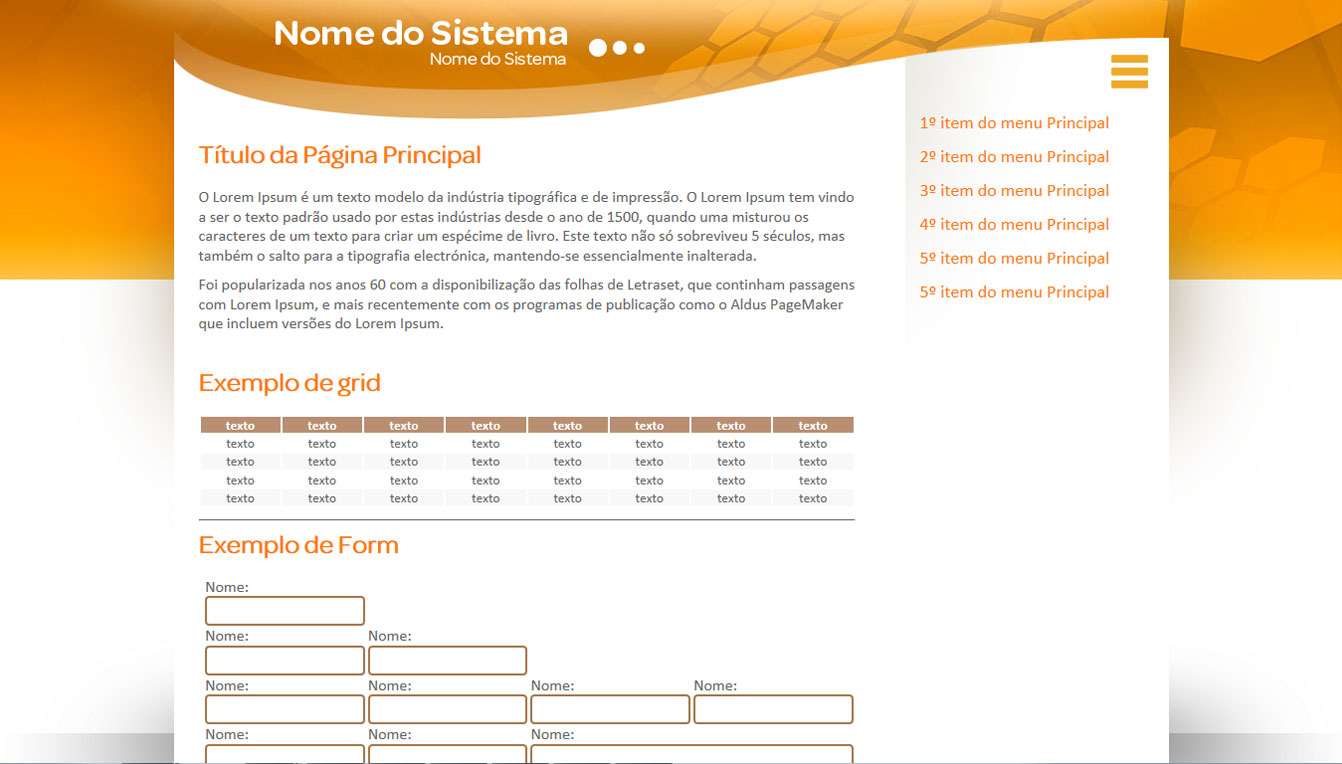 Nome do Sistema
Nome do Sistema
1º item do menu Principal
2º item do menu Principal
3º item do menu Principal
4º item do menu Principal
5º item do menu Principal
5º item do menu Principal
Título da Página Principal
O Lorem Ipsum é um texto modelo da indústria tipográfica e de impressão. O Lorem Ipsum tem vindo
a ser o texto padrão usado por estas indústrias desde o ano de 1500, quando uma misturou os
caracteres de um texto para criar um espécime de livro. Este texto não só sobreviveu 5 séculos, mas
também o salto para a tipografia electrónica, mantendo-se essencialmente inalterada.
Foi popularizada nos anos 60 com a disponibilização das folhas de Letraset, que continham passagens
com Lorem Ipsum, e mais recentemente com os programas de publicação como o Aldus PageMaker
que incluem versões do Lorem Ipsum.
Exemplo de grid
texto texto texto texto texto texto texto texto
texto texto texto texto texto texto texto texto
texto texto texto texto texto texto texto texto
texto texto texto texto texto texto texto texto
texto texto texto texto texto texto texto texto
Exemplo de Form
Nome:
Nome: Nome:
Nome: Nome: Nome: Nome:
Nome: Nome: Nome: